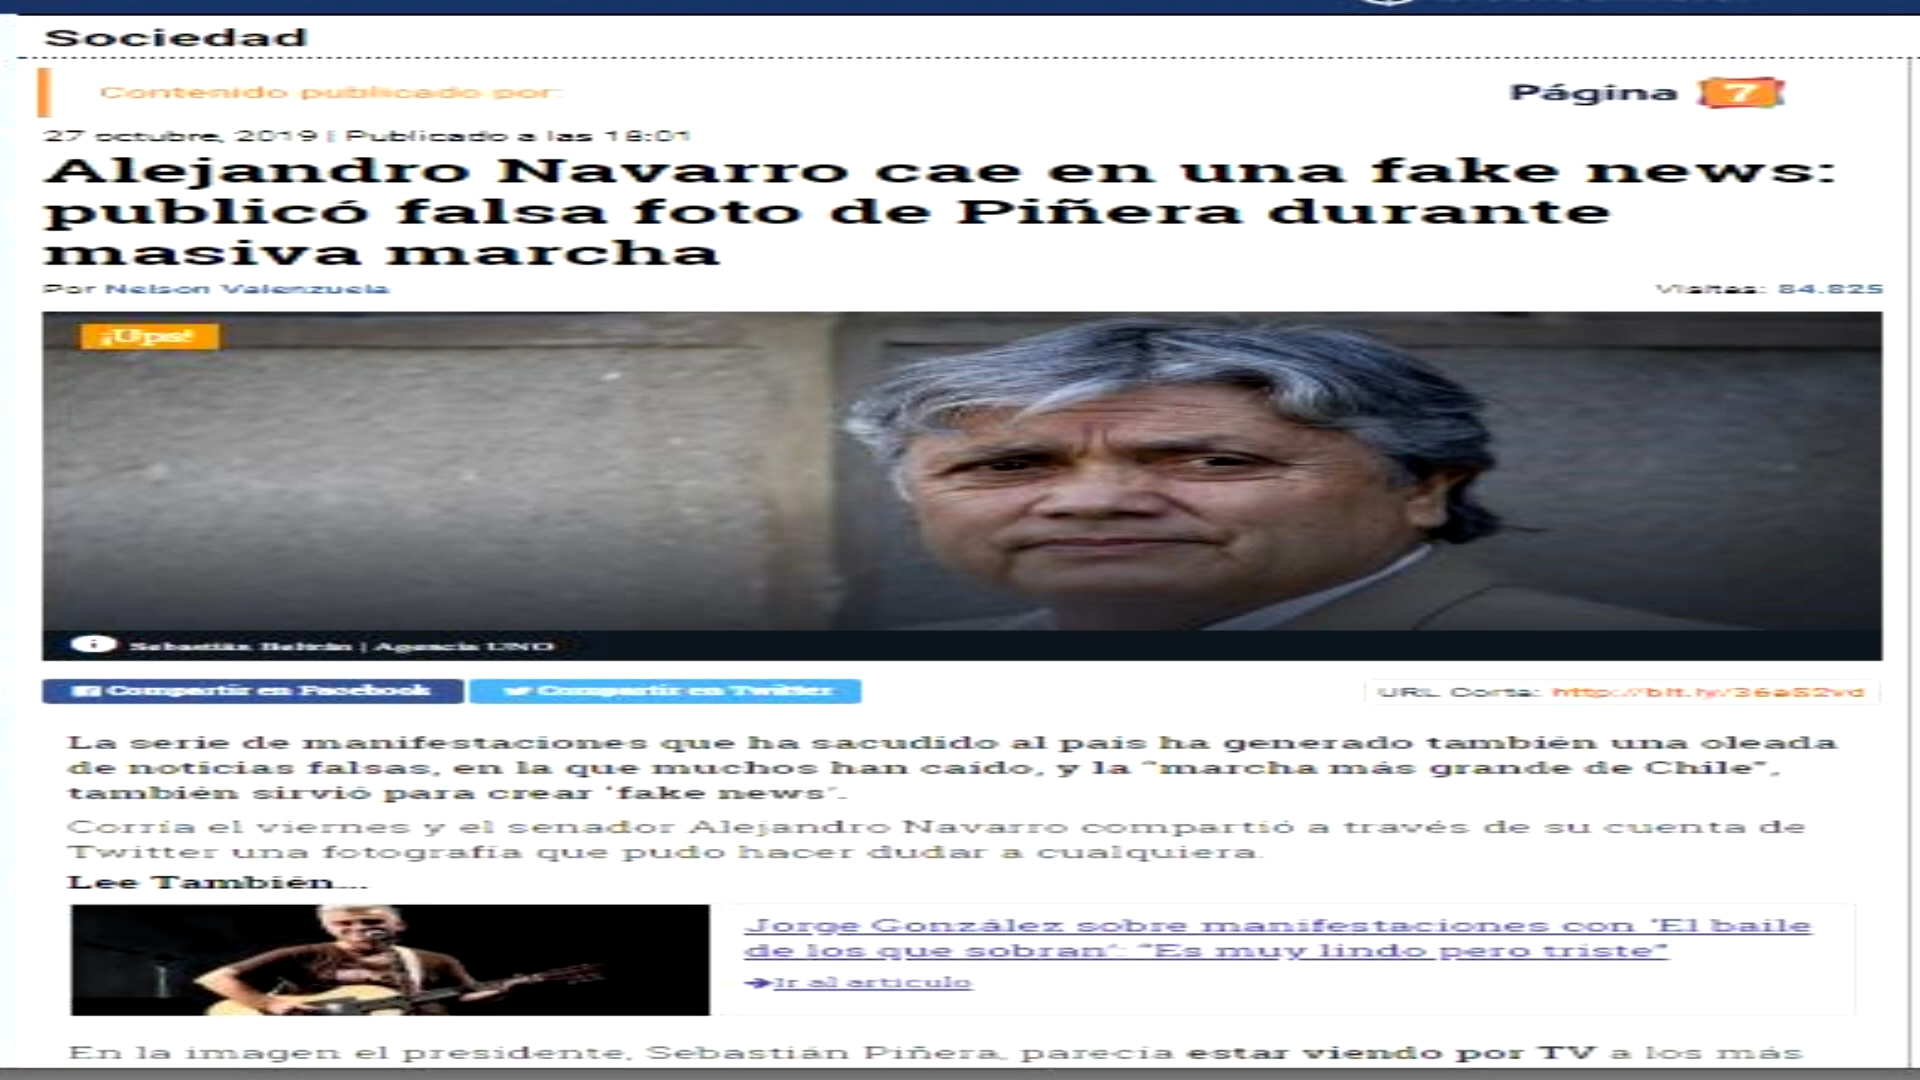 Sociedad
Contenido publicado por:
Página 7
27 octubre, 2019 | Publicado a las 18:01
Alejandro Navarro cae en una fake news:
publicó falsa foto de Piñera durante
masiva marcha
Por Nelson Valenzuela
Visitas: 84.825
¡Ups!
Sebastián Beltrán | Agencia UNO
Compartir en Facebook
Compartir en Twitter
URL Corta: http://bit.ly/36aS2vd
La serie de manifestaciones que ha sacudido al país ha generado también una oleada
de noticias falsas, en la que muchos han caído, y la "marcha más grande de Chile",
también sirvió para crear 'fake news'.
Corría el viernes y el senador Alejandro Navarro compartió a través de su cuenta de
Twitter una fotografía que pudo hacer dudar a cualquiera.
Lee También...
Jorge González sobre manifestaciones con 'El baile
de los que sobran': "Es muy lindo pero triste"
Ir al artículo
En la imagen el presidente, Sebastián Piñera, parecía estar viendo por TV a los más